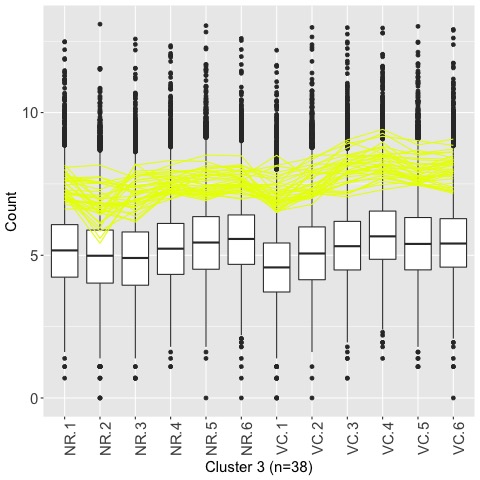 Count
10
5
0
NR.1
NR.2
NR.3
NR.4
NR.5
NR.6
VC.1
VC.2
VC.3
VC.4
VC.5
VC.6
Cluster 3 (n=38)